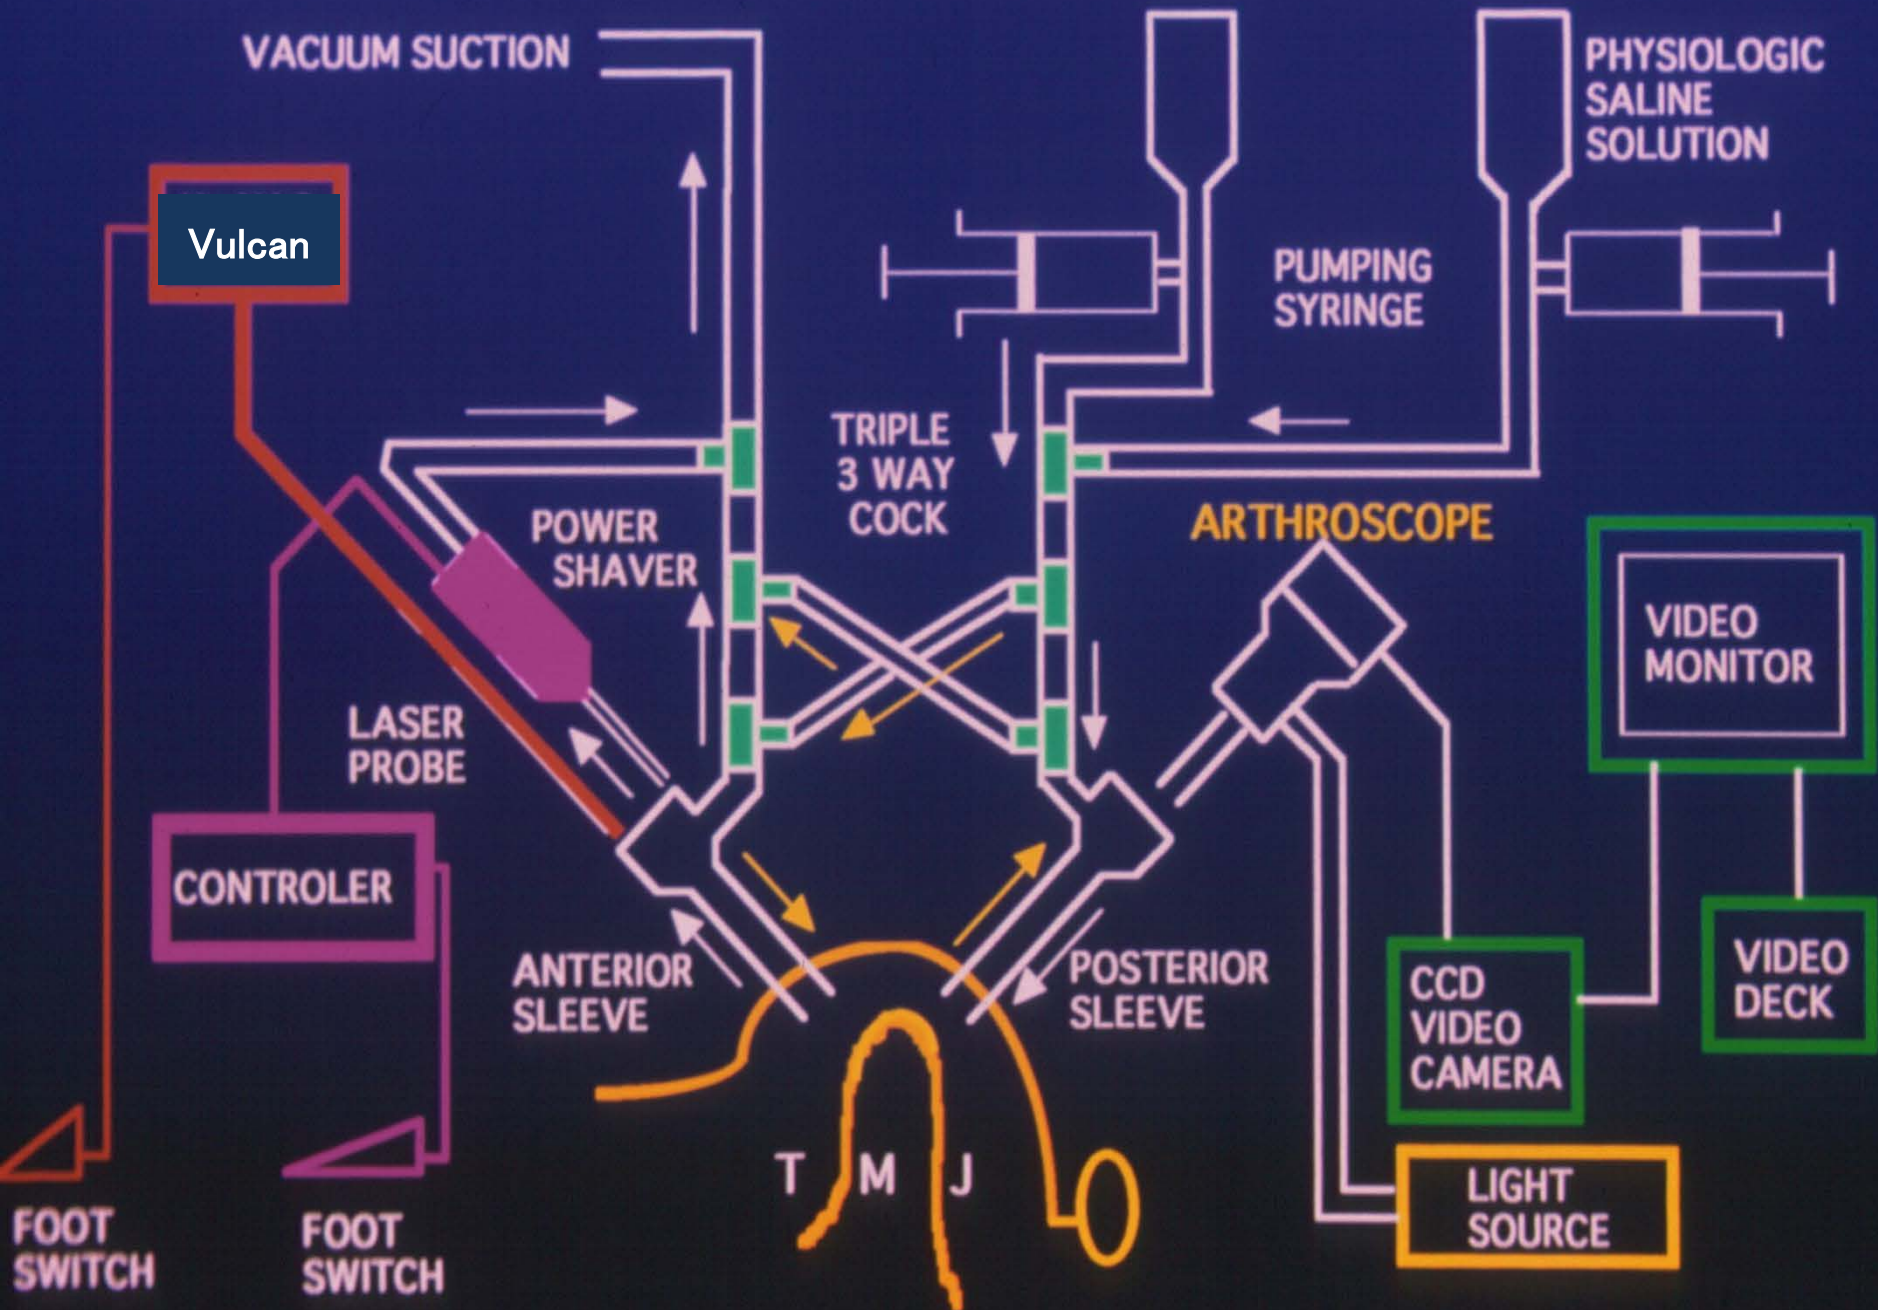 VACUUM SUCTION
PHYSIOLOGIC
SALINE
SOLUTION
Vulcan
PUMPING
SYRINGE
TRIPLE
3 WAY
COCK
POWER
SHAVER
ARTHROSCOPE
VIDEO
MONITOR
LASER
PROBE
CONTROLER
ANTERIOR
SLEEVE
POSTERIOR
SLEEVE
CCD
VIDEO
CAMERA
VIDEO
DECK
T M J
LIGHT
SOURCE
FOOT
SWITCH
FOOT
SWITCH